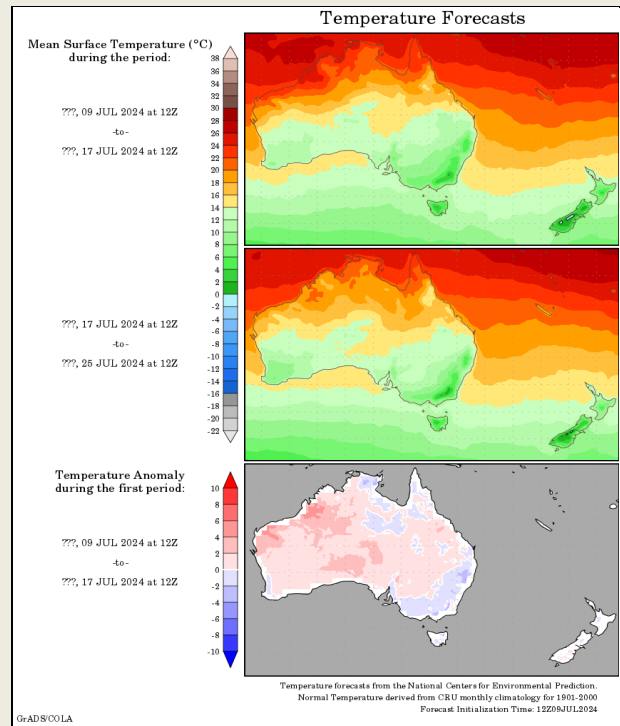 Temperature Forecasts
Mean Surface Temperature (°C)
during the period:
???, 09 JUL 2024 at 12Z
-to-
???, 17 JUL 2024 at 12Z
38
36
34
32
30
28
26
24
22
20
18
16
14
12
10
8
6
4
2
0
-2
-4
-6
-8
-10
-12
-14
-16
-18
-20
-22
???, 17 JUL 2024 at 12Z
-to-
???, 25 JUL 2024 at 12Z
Temperature Anomaly
during the first period:
???, 09 JUL 2024 at 12Z
-to-
???, 17 JUL 2024 at 12Z
10
8
6
4
2
0
-2
-4
-6
-8
-10
Temperature forecasts from the National Centers for Environmental Prediction.
Normal Temperature derived from CRU monthly climatology for 1901-2000
Forecast Initialization Time: 12Z09JUL2024
GrADS/COLA